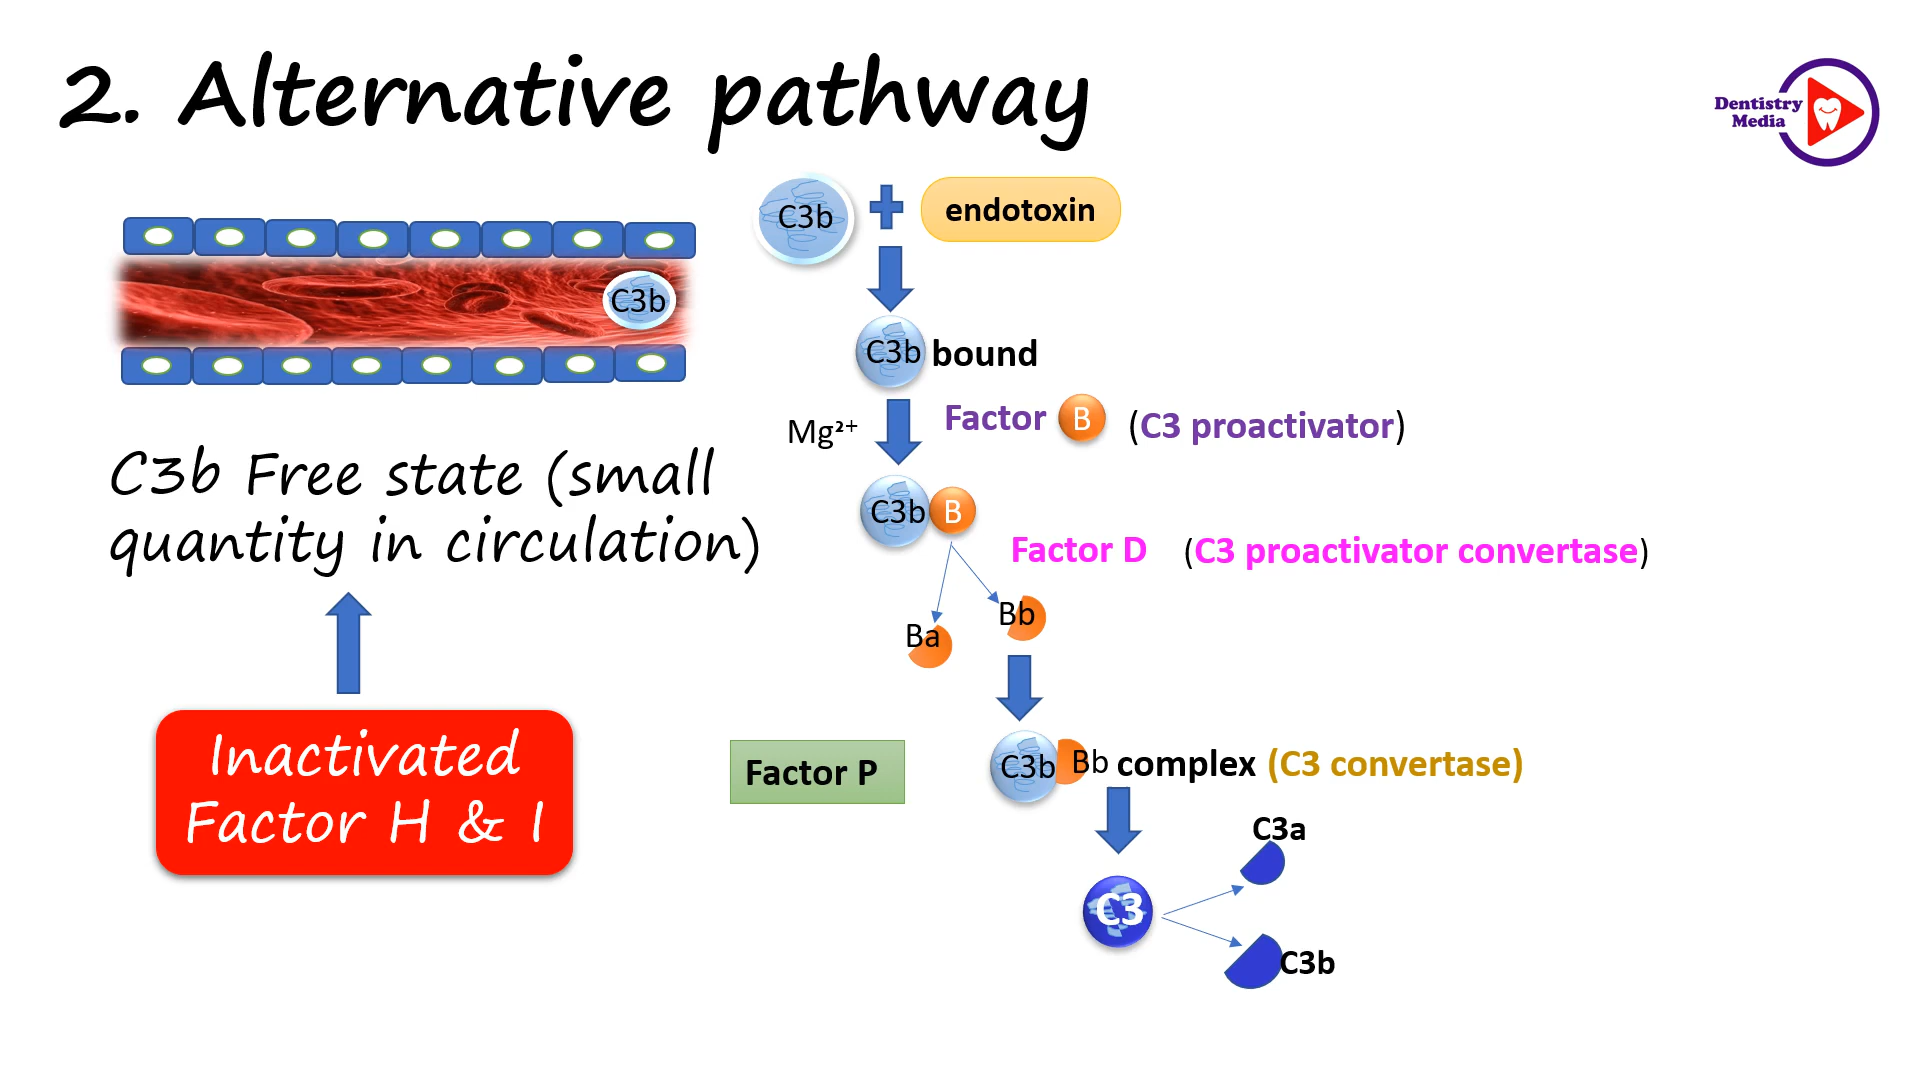 2. Alternative pathway
Dentistry
Media
C3b
C3b Free state (small
quantity in circulation)
Inactivated
Factor H & I
C3b
endotoxin
C3b bound
Mg²⁺
Factor B (C3 proactivator)
C3b B
Factor D (C3 proactivator convertase)
Ba
Bb
Factor P
C3b Bb complex (C3 convertase)
C3a
C3
C3b